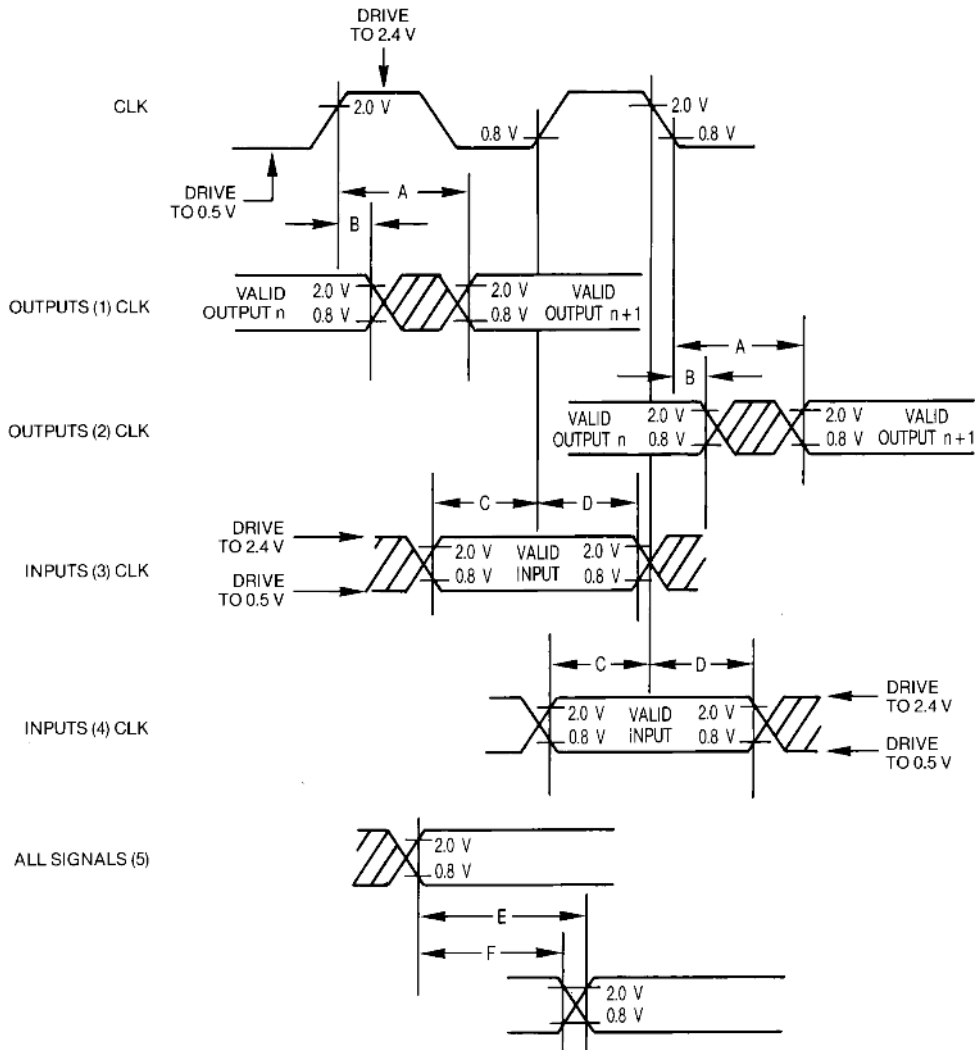 DRIVE
TO 2.4 V
CLK
2.0 V
0.8 V
2.0 V
0.8 V
DRIVE
TO 0.5 V
A
B
OUTPUTS (1) CLK
VALID
OUTPUT n
2.0 V
0.8 V
2.0 V
0.8 V
VALID
OUTPUT n+1
A
B
OUTPUTS (2) CLK
VALID
OUTPUT n
2.0 V
0.8 V
2.0 V
0.8 V
VALID
OUTPUT n+1
C
D
DRIVE
TO 2.4 V
INPUTS (3) CLK
DRIVE
TO 0.5 V
2.0 V
0.8 V
VALID
INPUT
2.0 V
0.8 V
C
D
INPUTS (4) CLK
2.0 V
0.8 V
VALID
INPUT
2.0 V
0.8 V
DRIVE
TO 2.4 V
DRIVE
TO 0.5 V
ALL SIGNALS (5)
2.0 V
0.8 V
E
F
2.0 V
0.8 V